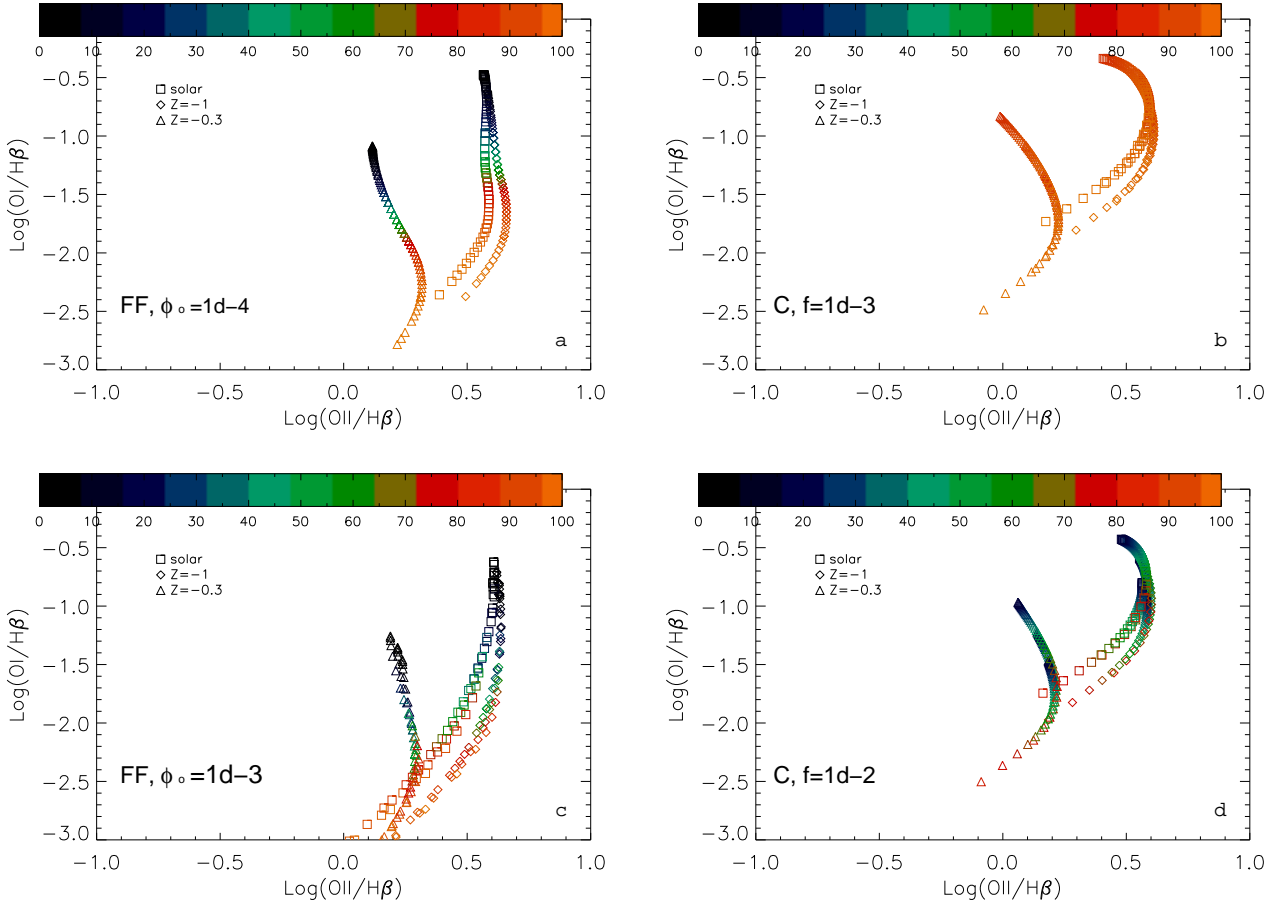 0 10 20 30 40 50 60 70 80 90 100
−0.5
−1.0
−1.5
−2.0
−2.5
−3.0
Log(OI/Hβ)
□ solar
◇ Z=−1
△ Z=−0.3
FF, ϕ₀=1d−4
a
−1.0 −0.5 0.0 0.5 1.0
Log(OII/Hβ)
0 10 20 30 40 50 60 70 80 90 100
−0.5
−1.0
−1.5
−2.0
−2.5
−3.0
Log(OI/Hβ)
□ solar
◇ Z=−1
△ Z=−0.3
C, f=1d−3
b
−1.0 −0.5 0.0 0.5 1.0
Log(OII/Hβ)
0 10 20 30 40 50 60 70 80 90 100
−0.5
−1.0
−1.5
−2.0
−2.5
−3.0
Log(OI/Hβ)
□ solar
◇ Z=−1
△ Z=−0.3
FF, ϕ₀=1d−3
c
−1.0 −0.5 0.0 0.5 1.0
Log(OII/Hβ)
0 10 20 30 40 50 60 70 80 90 100
−0.5
−1.0
−1.5
−2.0
−2.5
−3.0
Log(OI/Hβ)
□ solar
◇ Z=−1
△ Z=−0.3
C, f=1d−2
d
−1.0 −0.5 0.0 0.5 1.0
Log(OII/Hβ)